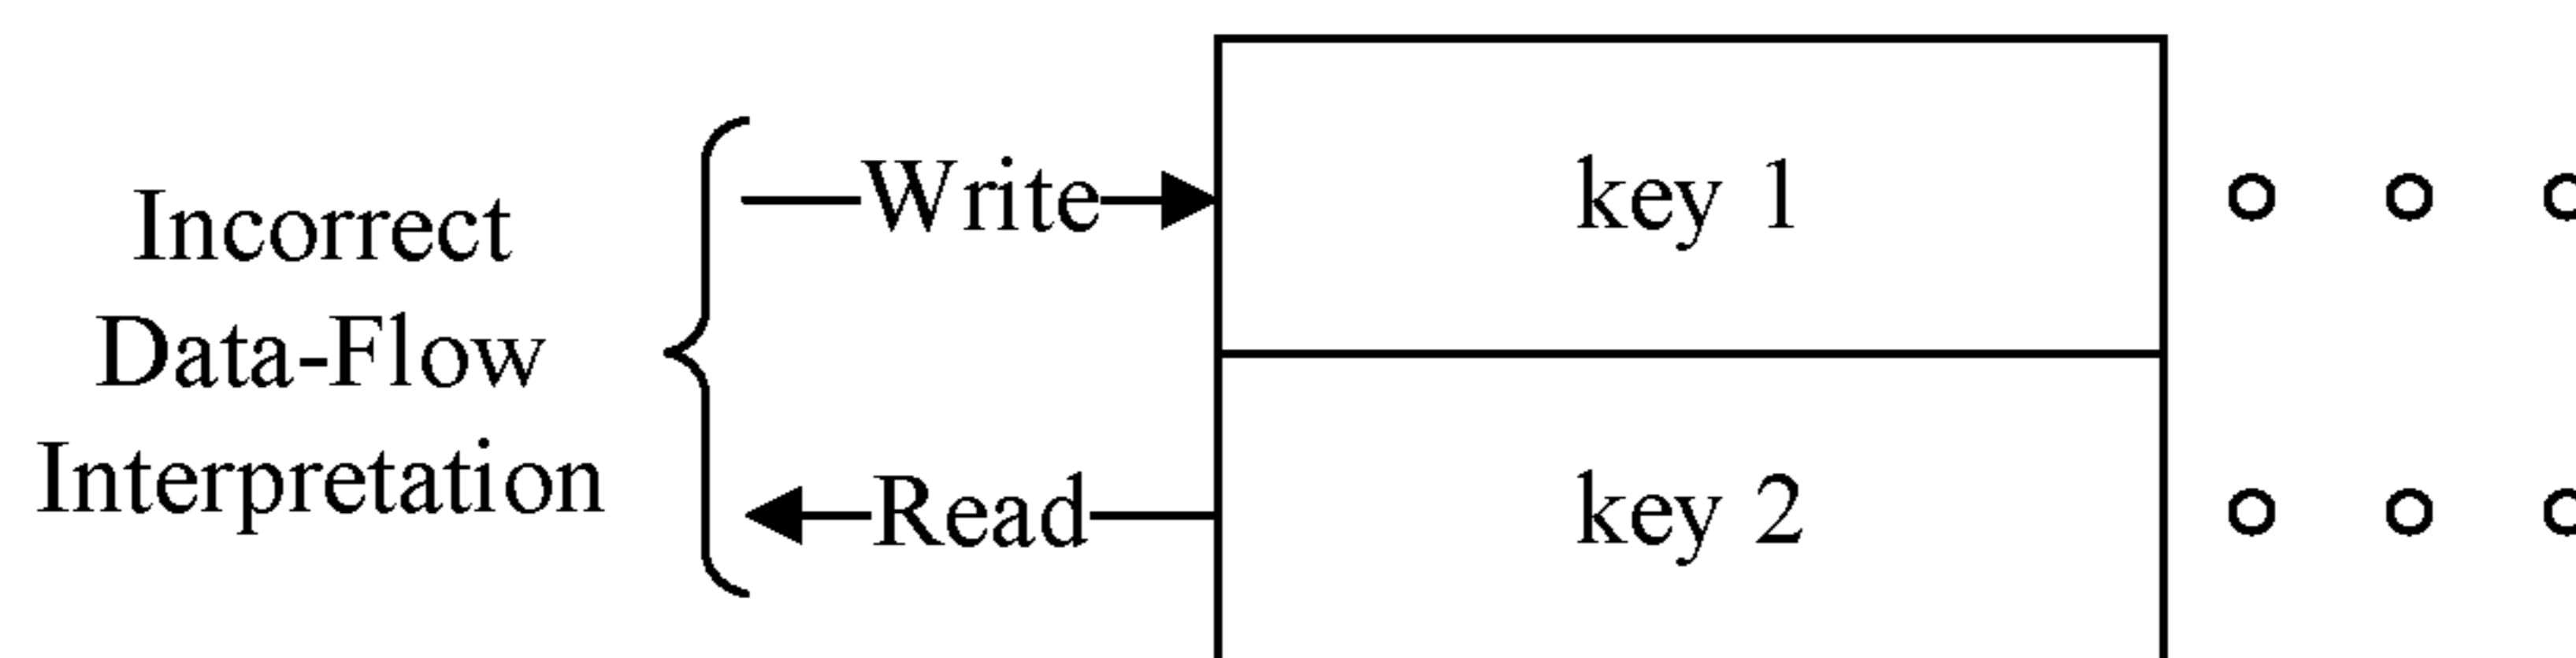 Incorrect
Data-Flow
Interpretation
Write
key 1
Read
key 2